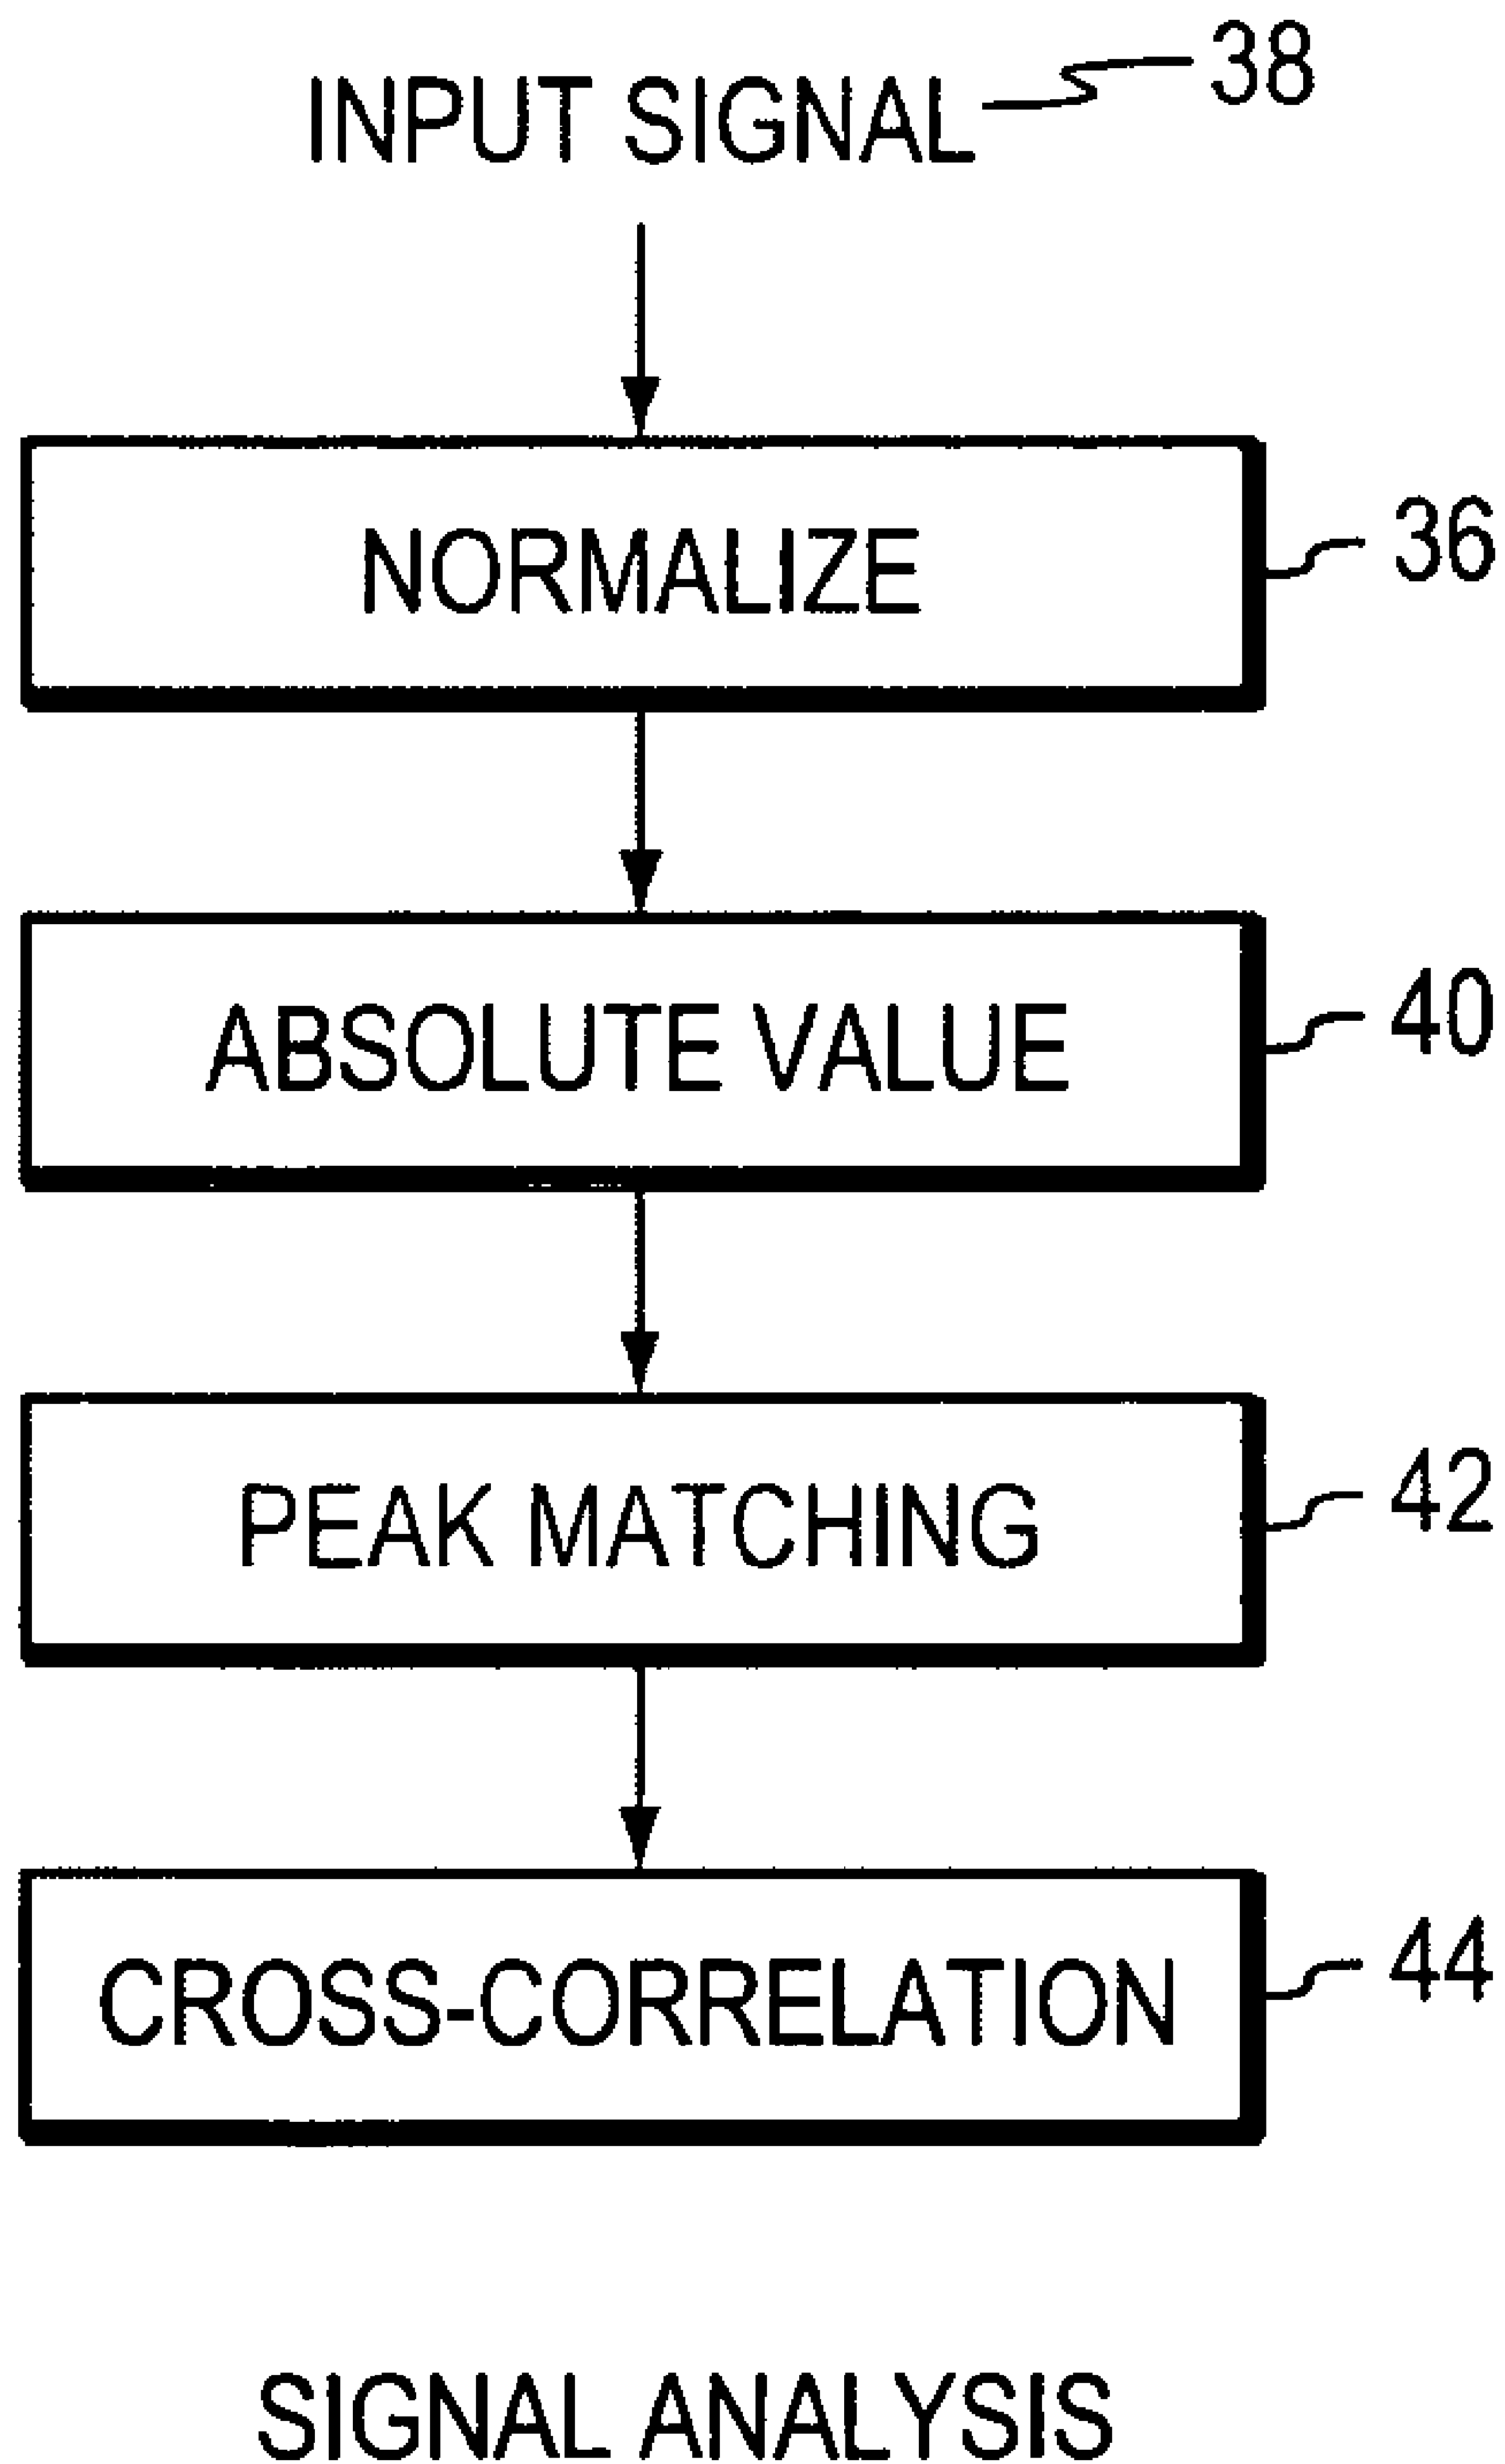 INPUT SIGNAL 38
NORMALIZE 36
ABSOLUTE VALUE 40
PEAK MATCHING 42
CROSS-CORRELATION 44
SIGNAL ANALYSIS